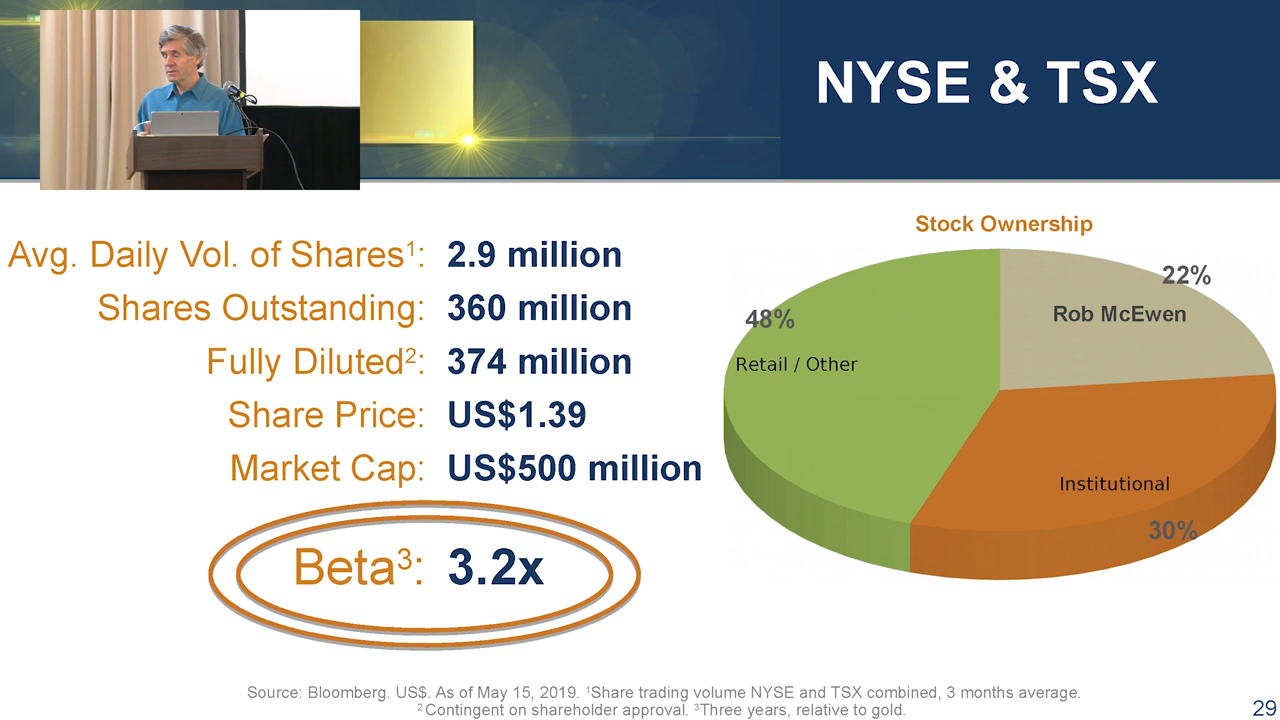 NYSE & TSX
Avg. Daily Vol. of Shares¹: 2.9 million
Shares Outstanding: 360 million
Fully Diluted²: 374 million
Share Price: US$1.39
Market Cap: US$500 million
Beta³: 3.2x
Stock Ownership
22%
Rob McEwen
48%
Retail / Other
Institutional
30%
Source: Bloomberg. US$. As of May 15, 2019. ¹Share trading volume NYSE and TSX combined, 3 months average.
² Contingent on shareholder approval. ³Three years, relative to gold.
29